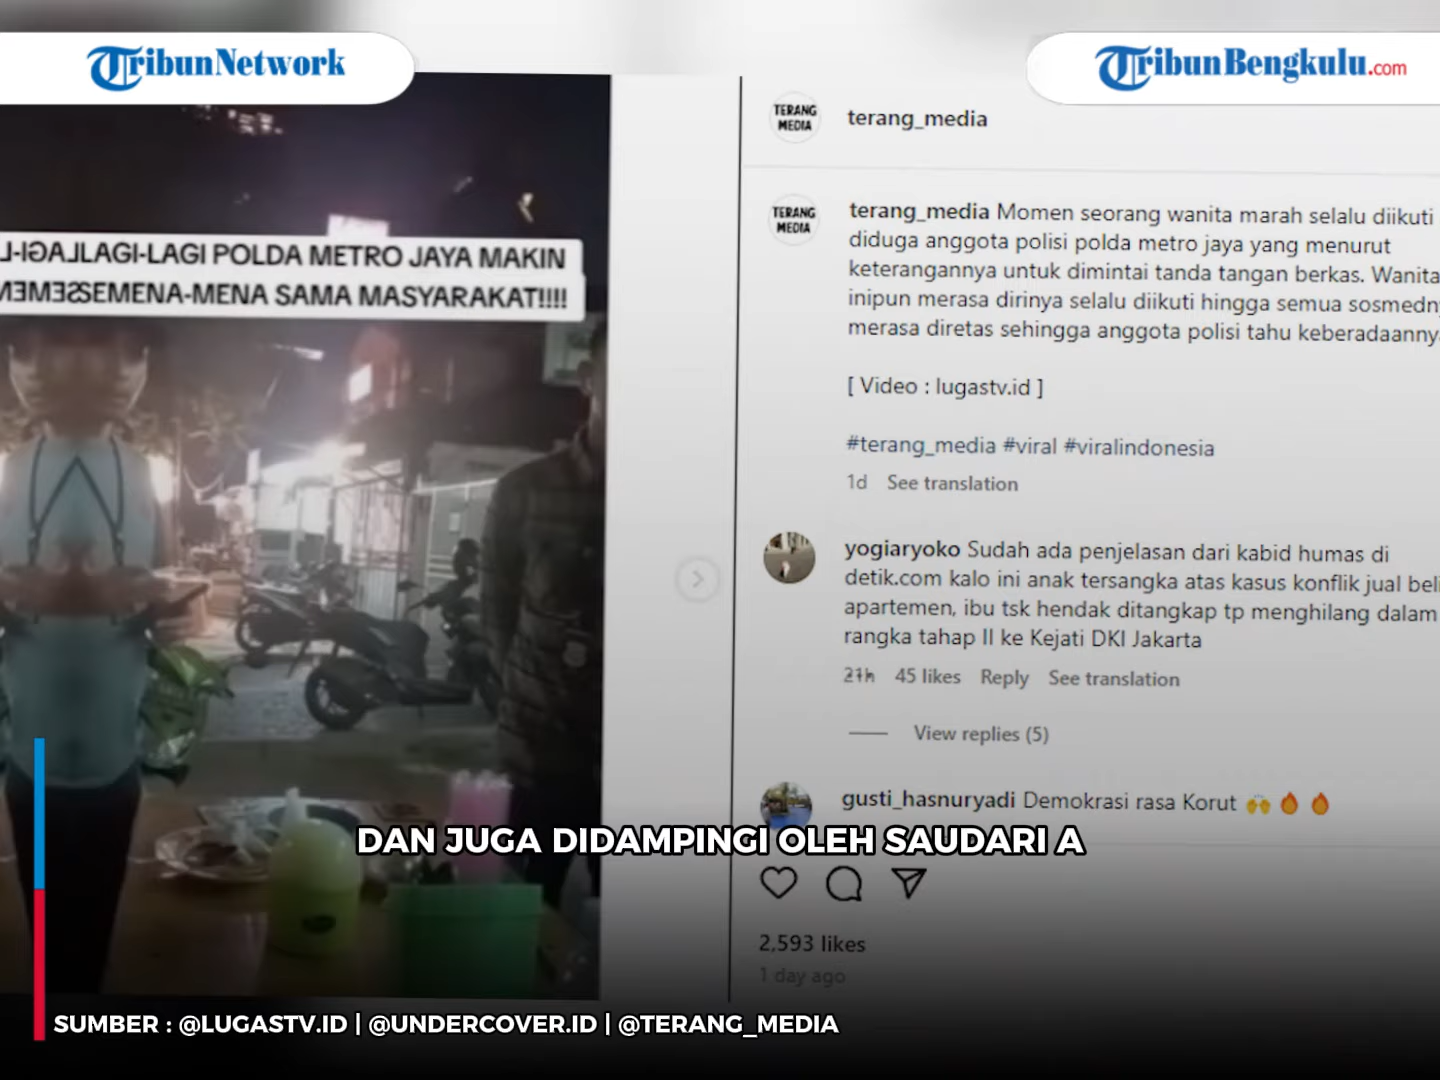 TribunNetwork
TribunBengkulu.com
TERANG MEDIA
terang_media
LAGI-LAGI POLDA METRO JAYA MAKIN
SEMENA-MENA SAMA MASYARAKAT!!!!
TERANG MEDIA
terang_media Momen seorang wanita marah selalu diikuti
diduga anggota polisi polda metro jaya yang menurut
keterangannya untuk dimintai tanda tangan berkas. Wanita
inipun merasa dirinya selalu diikuti hingga semua
merasa diretas sehingga anggota polisi tahu
[ Video : lugastv.id ]
#terang_media #viral #viralindonesia
1d See translation
yogiaryoko Sudah ada penjelasan dari kabid humas di
detik.com kalo ini anak tersangka atas kasus konflik jual
apartemen, ibu tsk hendak ditangkap tp menghilang dalam
rangka tahap II ke Kejati DKI Jakarta
21h 45 likes Reply See translation
View replies (5)
gusti_hasnuryadi Demokrasi rasa Korut 🙌🔥🔥
DAN JUGA DIDAMPINGI OLEH SAUDARI A
2,593 likes
1 day ago
SUMBER : @LUGASTV.ID | @UNDERCOVER.ID | @TERANG_MEDIA